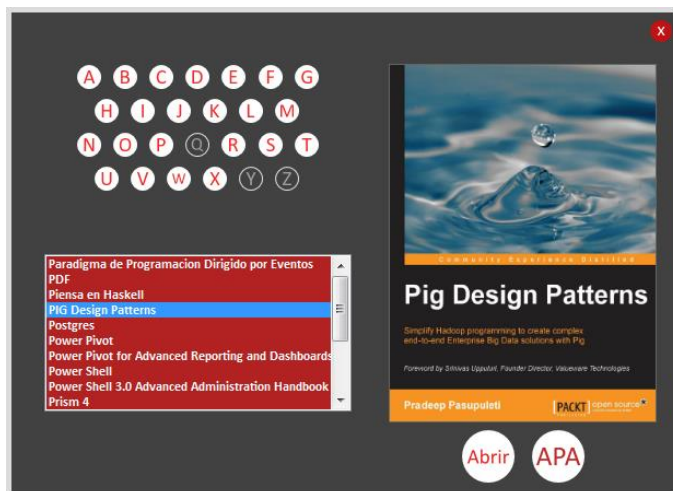 X
A B C D E F G
H I J K L M
N O P Q R S T
U V W X Y Z
Paradigma de Programacion Dirigido por Eventos
PDF
Piensa en Haskell
PIG Design Patterns
Postgres
Power Pivot
Power Pivot for Advanced Reporting and Dashboards
Power Shell
Power Shell 3.0 Advanced Administration Handbook
Prism 4
Community Experience Distilled
Pig Design Patterns
Simplify Hadoop programming to create complex
end-to-end Enterprise Big Data solutions with Pig
Foreword by Srinivas Uppuluri, Founder Director, Valueware Technologies
Pradeep Pasupuleti
[PACKT] open source
Abrir
APA